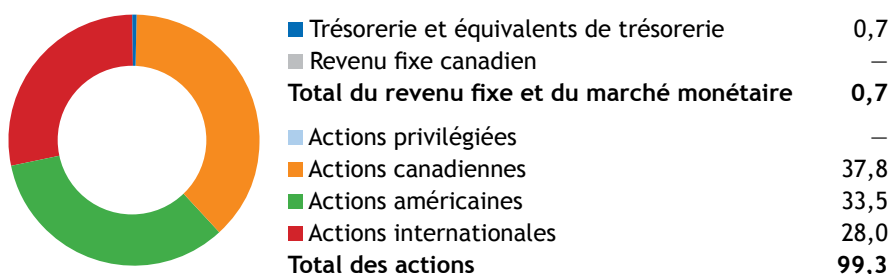 Trésorerie et équivalents de trésorerie 0,7
Revenu fixe canadien —
Total du revenu fixe et du marché monétaire 0,7
Actions privilégiées —
Actions canadiennes 37,8
Actions américaines 33,5
Actions internationales 28,0
Total des actions 99,3